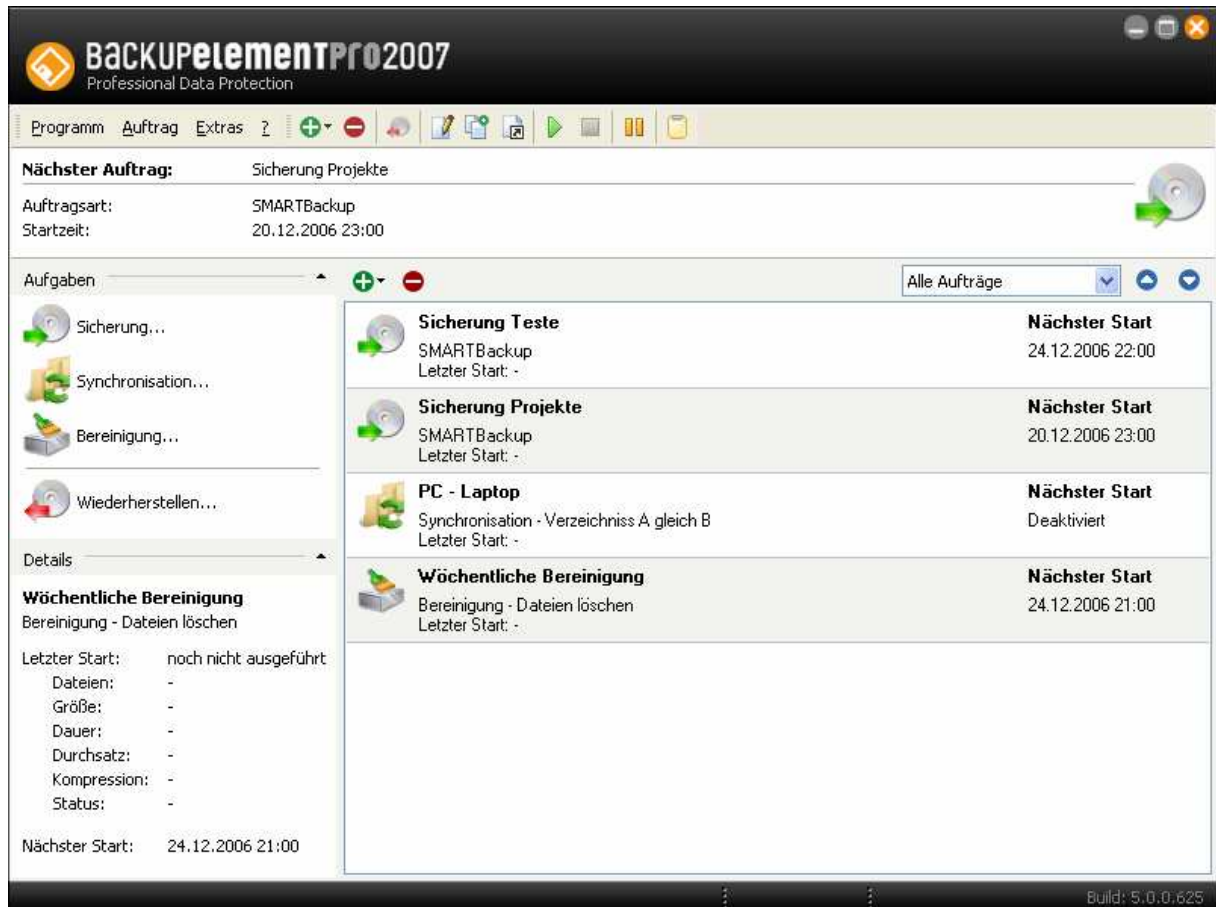 BACKUPelementPro2007
Professional Data Protection
Programm Auftrag Extras ?
Nächster Auftrag: Sicherung Projekte
Auftragsart: SMARTBackup
Startzeit: 20.12.2006 23:00
Aufgaben
Alle Aufträge
Sicherung...
Synchronisation...
Bereinigung...
Wiederherstellen...
Sicherung Teste Nächster Start
SMARTBackup 24.12.2006 22:00
Letzter Start: -
Sicherung Projekte Nächster Start
SMARTBackup 20.12.2006 23:00
Letzter Start: -
PC - Laptop Nächster Start
Synchronisation - Verzeichniss A gleich B Deaktiviert
Letzter Start: -
Wöchentliche Bereinigung Nächster Start
Bereinigung - Dateien löschen 24.12.2006 21:00
Letzter Start: -
Details
Wöchentliche Bereinigung
Bereinigung - Dateien löschen
Letzter Start: noch nicht ausgeführt
Dateien: -
Größe: -
Dauer: -
Durchsatz: -
Kompression: -
Status: -
Nächster Start: 24.12.2006 21:00
Build: 5.0.0.625